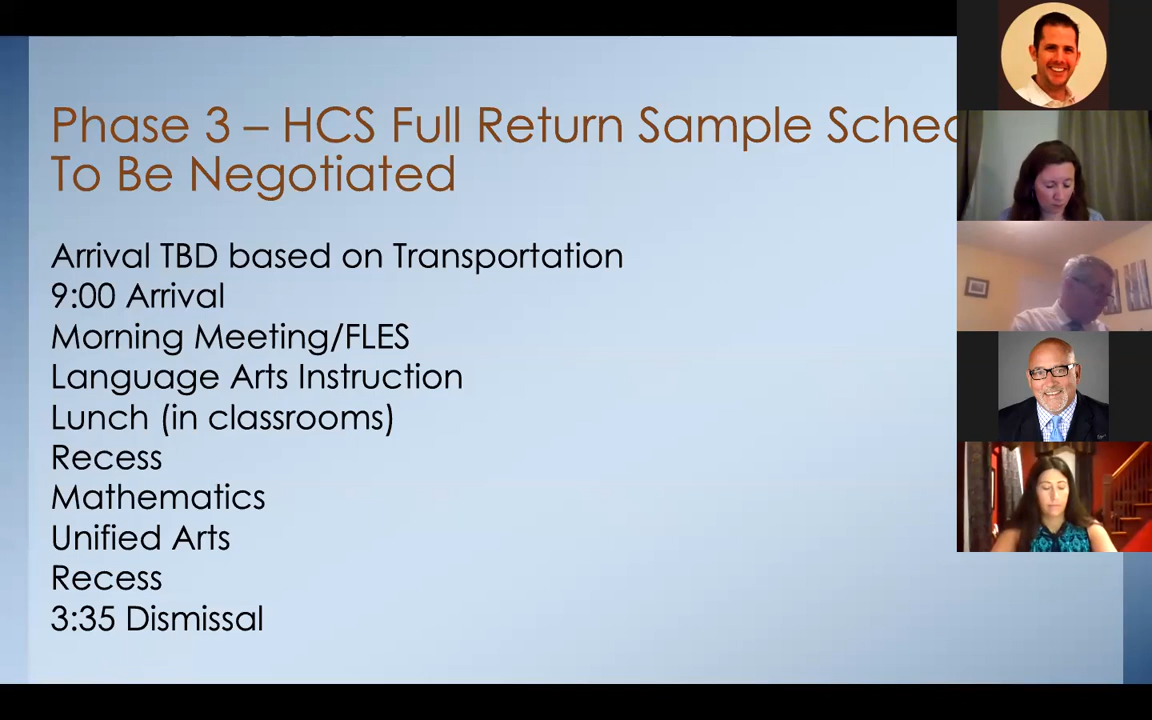 Phase 3 – HCS Full Return Sample
To Be Negotiated
Arrival TBD based on Transportation
9:00 Arrival
Morning Meeting/FLES
Language Arts Instruction
Lunch (in classrooms)
Recess
Mathematics
Unified Arts
Recess
3:35 Dismissal